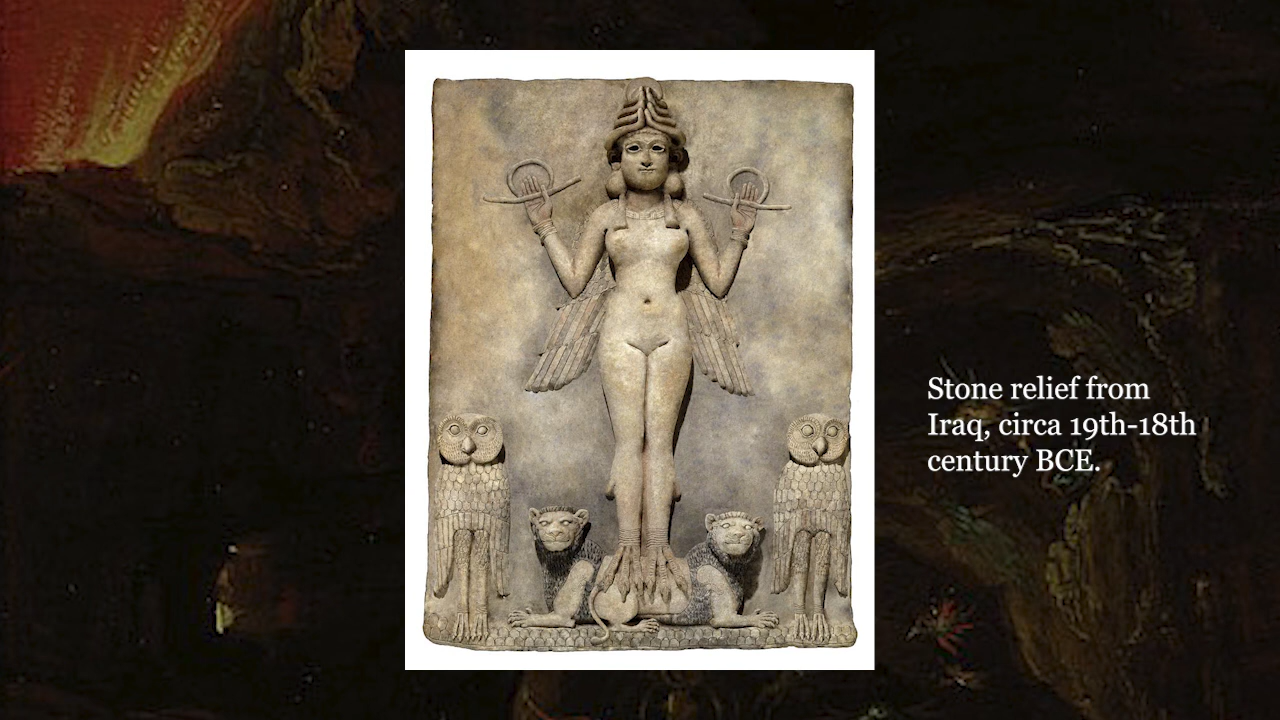 Stone relief from
Iraq, circa 19th-18th
century BCE.